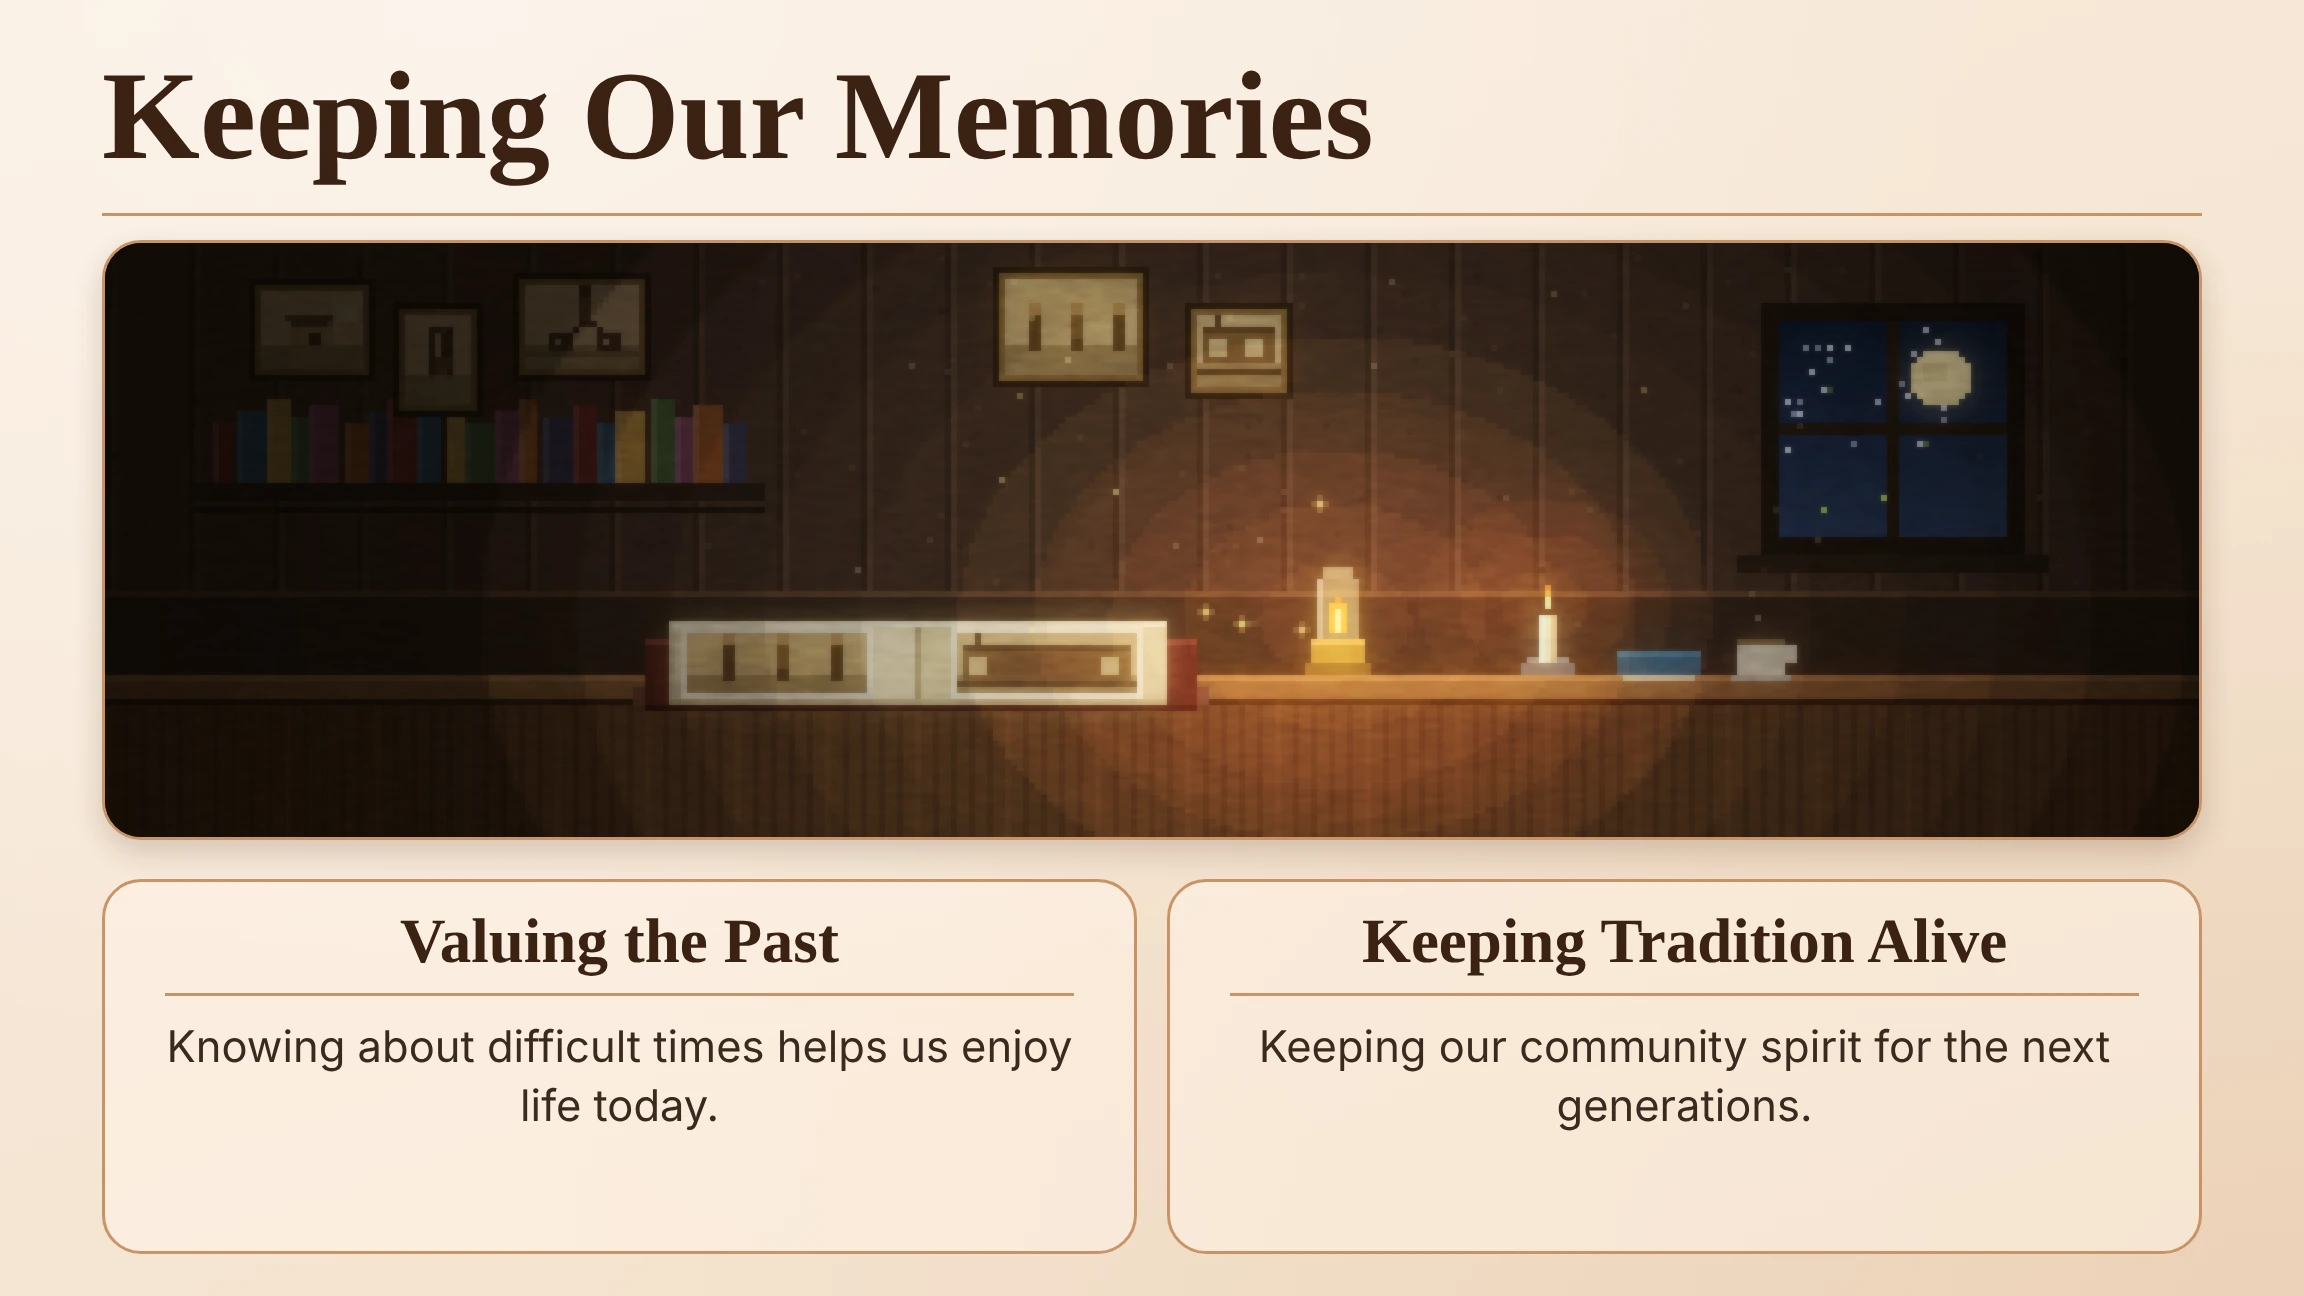 Keeping Our Memories
Valuing the Past
Knowing about difficult times helps us enjoy
life today.
Keeping Tradition Alive
Keeping our community spirit for the next
generations.